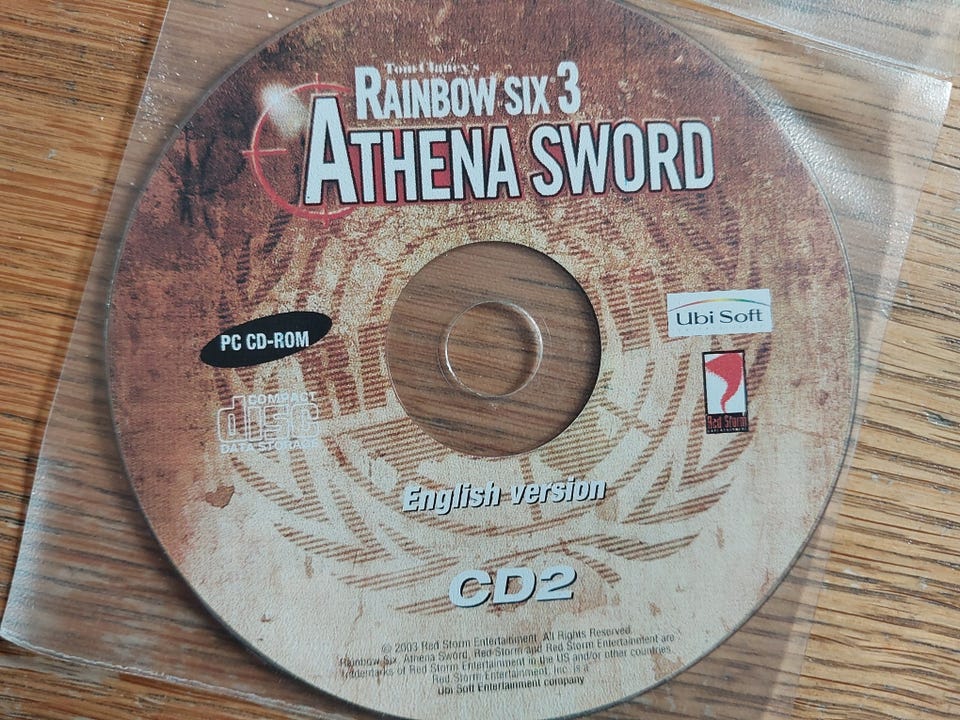 Tom Clancy's
RAINBOW SIX 3
ATHENA SWORD™
Ubi Soft
PC CD-ROM
Red Storm
ENTERTAINMENT
COMPACT
disc
DATA STORAGE
English version
CD2
© 2003 Red Storm Entertainment. All Rights Reserved.
Rainbow Six, Athena Sword, Red Storm and Red Storm Entertainment are
trademarks of Red Storm Entertainment in the US and/or other countries.
Red Storm Entertainment, Inc. is a
Ubi Soft Entertainment company